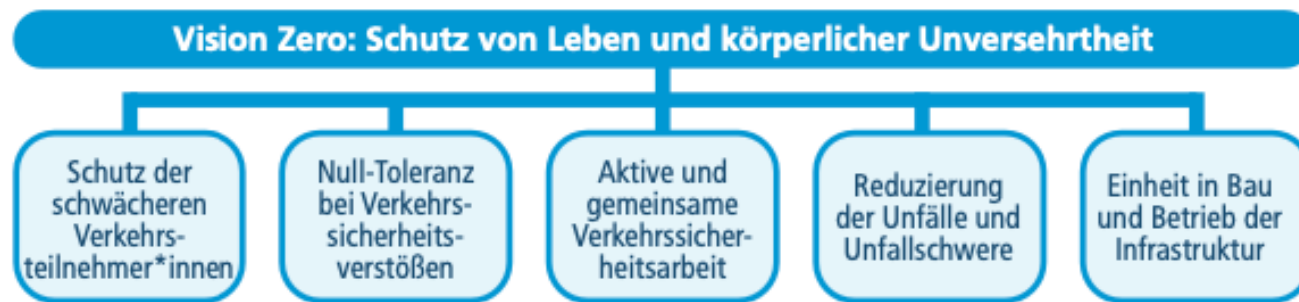 Vision Zero: Schutz von Leben und körperlicher Unversehrtheit
Schutz der
schwächeren
Verkehrs-
teilnehmer*innen
Null-Toleranz
bei Verkehrs-
sicherheits-
verstößen
Aktive und
gemeinsame
Verkehrssicher-
heitsarbeit
Reduzierung
der Unfälle und
Unfallschwere
Einheit in Bau
und Betrieb der
Infrastruktur